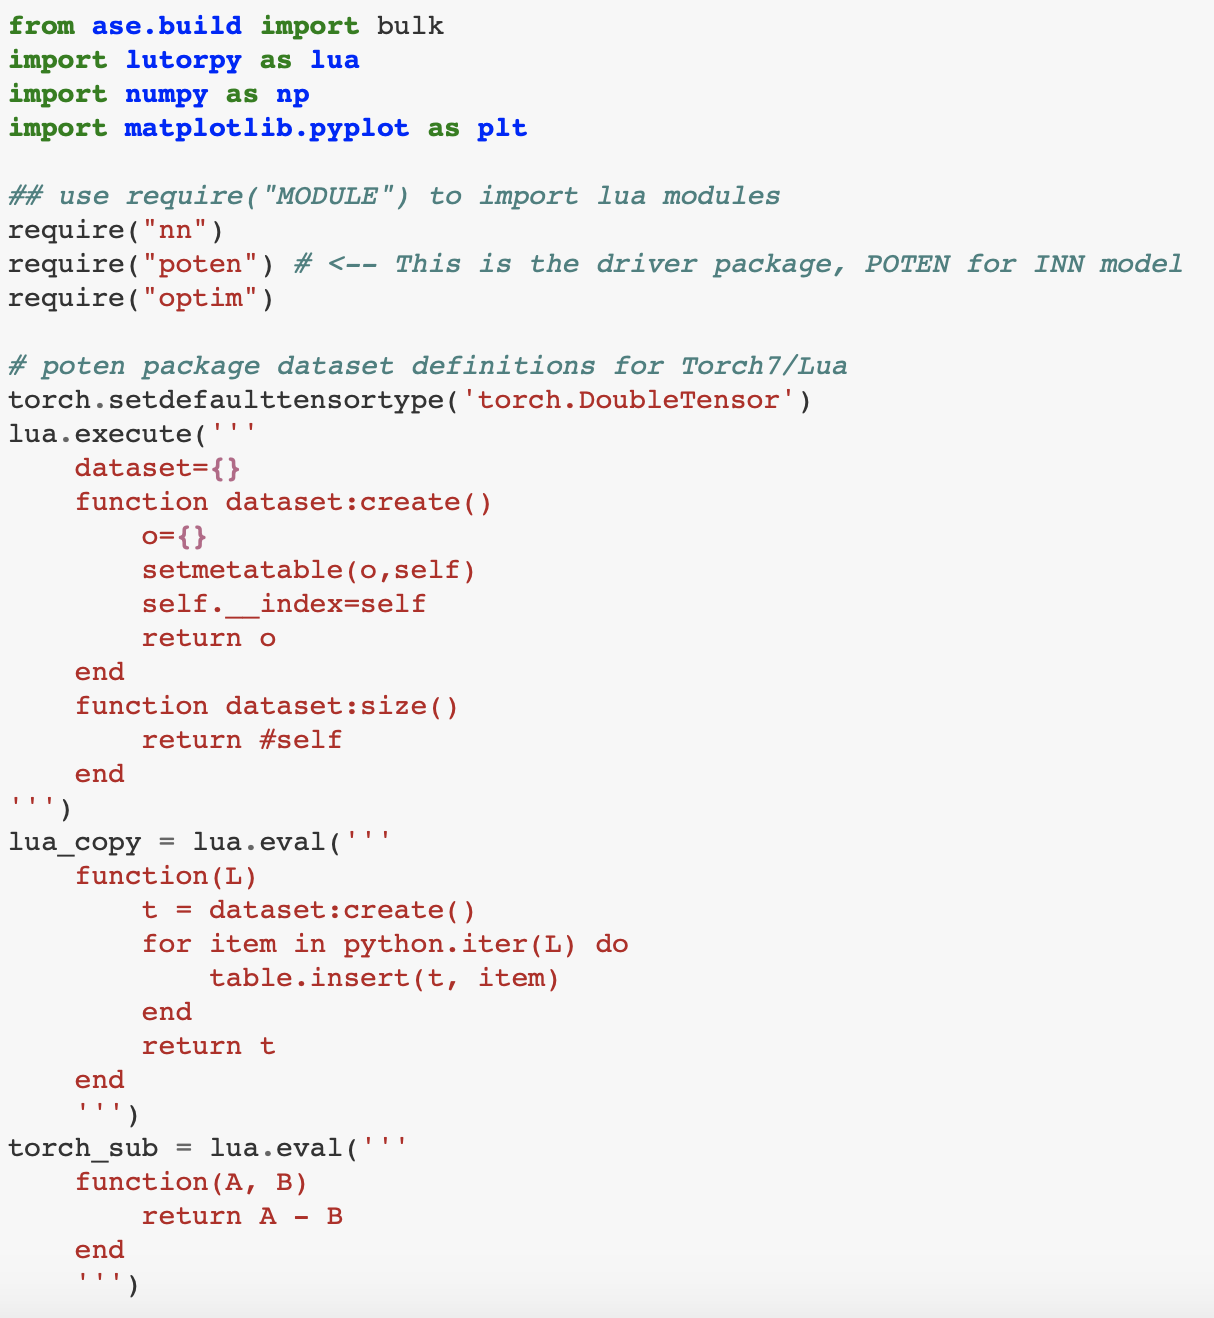 from ase.build import bulk
import lutorpy as lua
import numpy as np
import matplotlib.pyplot as plt

## use require("MODULE") to import lua modules
require("nn")
require("poten") # <-- This is the driver package, POTEN for INN model
require("optim")

# poten package dataset definitions for Torch7/Lua
torch.setdefaulttensortype('torch.DoubleTensor')
lua.execute('''
    dataset={}
    function dataset:create()
        o={}
        setmetatable(o,self)
        self.__index=self
        return o
    end
    function dataset:size()
        return #self
    end
''')
lua_copy = lua.eval('''
    function(L)
        t = dataset:create()
        for item in python.iter(L) do
            table.insert(t, item)
        end
        return t
    end
    ''')
torch_sub = lua.eval('''
    function(A, B)
        return A - B
    end
    ''')